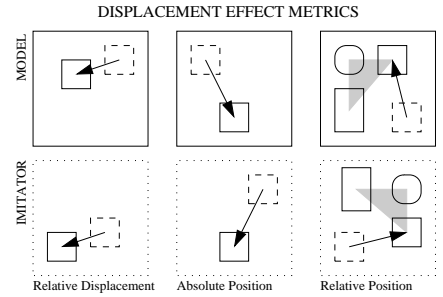 DISPLACEMENT EFFECT METRICS
MODEL
IMITATOR
Relative Displacement
Absolute Position
Relative Position